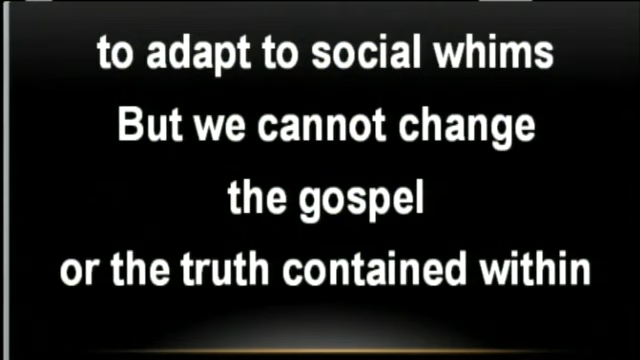 to adapt to social whims
But we cannot change
the gospel
or the truth contained within